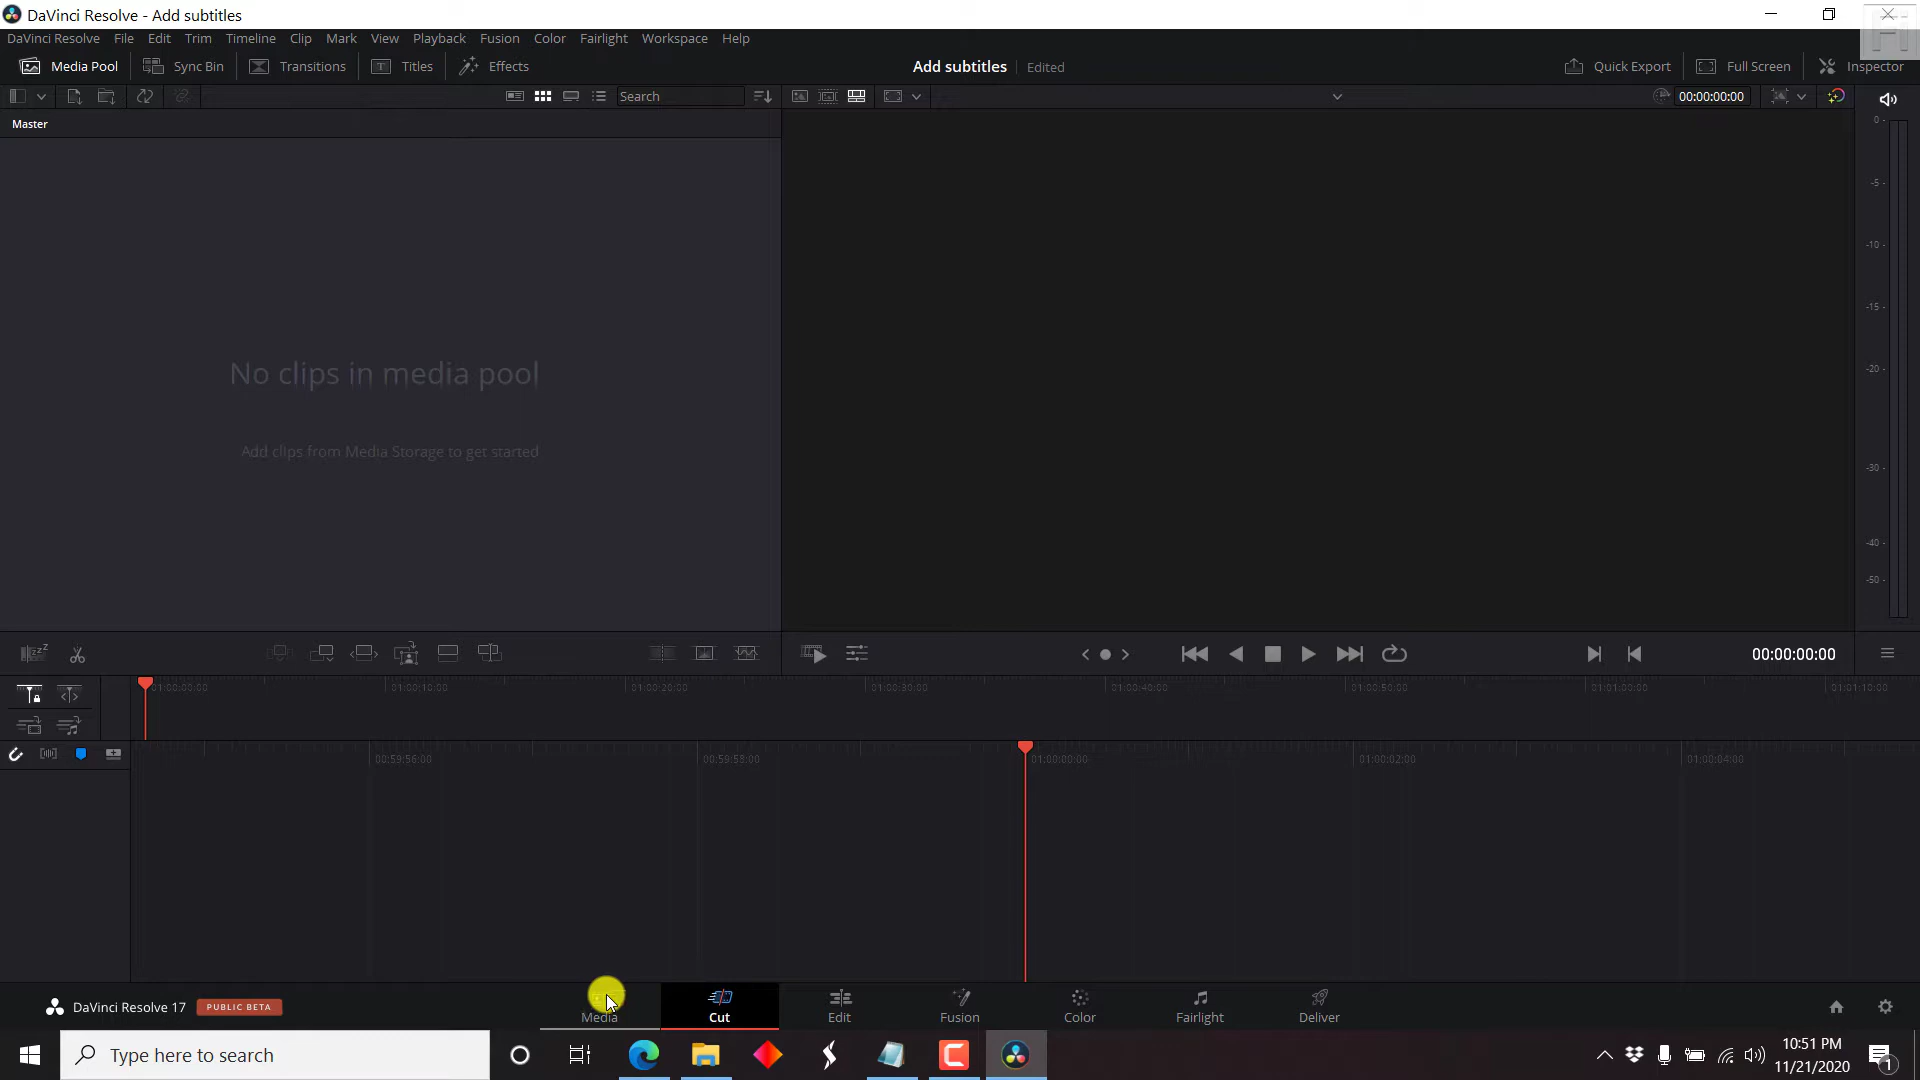 DaVinci Resolve - Add subtitles
DaVinci Resolve File Edit Trim Timeline Clip Mark View Playback Fusion Color Fairlight Workspace Help
Media Pool Sync Bin Transitions Titles Effects Add subtitles Edited Quick Export Full Screen Inspector
Search 00:00:00:00
Master
0
-5
-10
-15
-20
-30
-40
-50
No clips in media pool
Add clips from Media Storage to get started
00:00:00:00
01:00:00:00 01:00:10:00 01:00:20:00 01:00:30:00 01:00:40:00 01:00:50:00 01:01:00:00 01:01:10:00
00:59:56:00 00:59:58:00 01:00:00:00 01:00:02:00 01:00:04:00
DaVinci Resolve 17 PUBLIC BETA
Media Cut Edit Fusion Color Fairlight Deliver
Type here to search
10:51 PM
11/21/2020
1